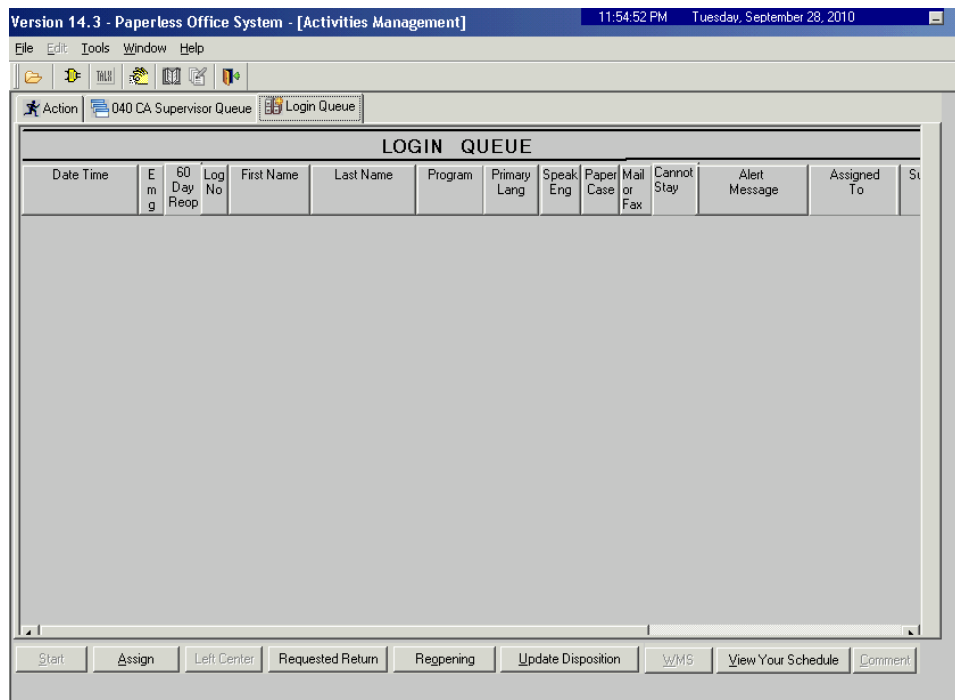 Version 14.3 - Paperless Office System - [Activities Management] 11:54:52 PM Tuesday, September 28, 2010
File Edit Tools Window Help
TALK
Action 040 CA Supervisor Queue Login Queue
LOGIN QUEUE
Date Time E m g 60 Day Reop Log No First Name Last Name Program Primary Lang Speak Eng Paper Case Mail or Fax Cannot Stay Alert Message Assigned To Su
Start Assign Left Center Requested Return Reopening Update Disposition WMS View Your Schedule Comment